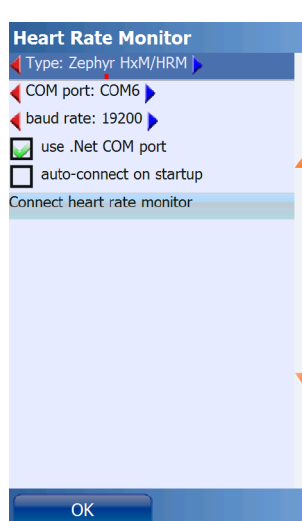 Heart Rate Monitor
Type: Zephyr HxM/HRM
COM port: COM6
baud rate: 19200
use .Net COM port
auto-connect on startup
Connect heart rate monitor
OK